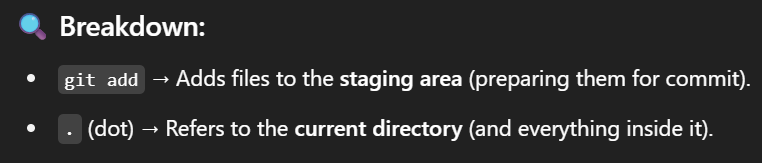 🔍 Breakdown:
• git add → Adds files to the staging area (preparing them for commit).
• . (dot) → Refers to the current directory (and everything inside it).